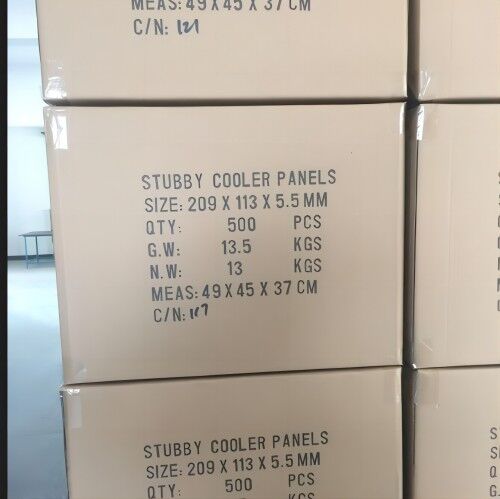 MEAS: 49 X 45 X 37 CM
C/N: 121
STUBBY COOLER PANELS
SIZE: 209 X 113 X 5.5 MM
QTY: 500 PCS
G.W: 13.5 KGS
N.W: 13 KGS
MEAS: 49 X 45 X 37 CM
C/N: 117
STUBBY COOLER PANELS
SIZE: 209 X 113 X 5.5 MM
QTY: 500 PCS
KGS